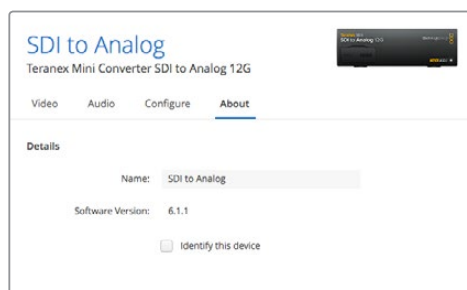 SDI to Analog
Teranex Mini Converter SDI to Analog 12G
Video Audio Configure About
Details
Name: SDI to Analog
Software Version: 6.1.1
Identify this device